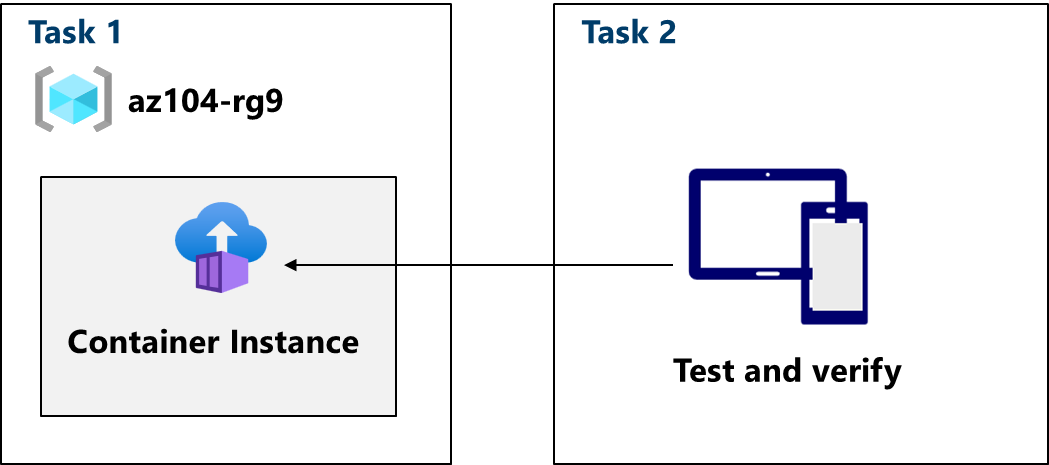 Task 1
az104-rg9
Container Instance
Task 2
Test and verify